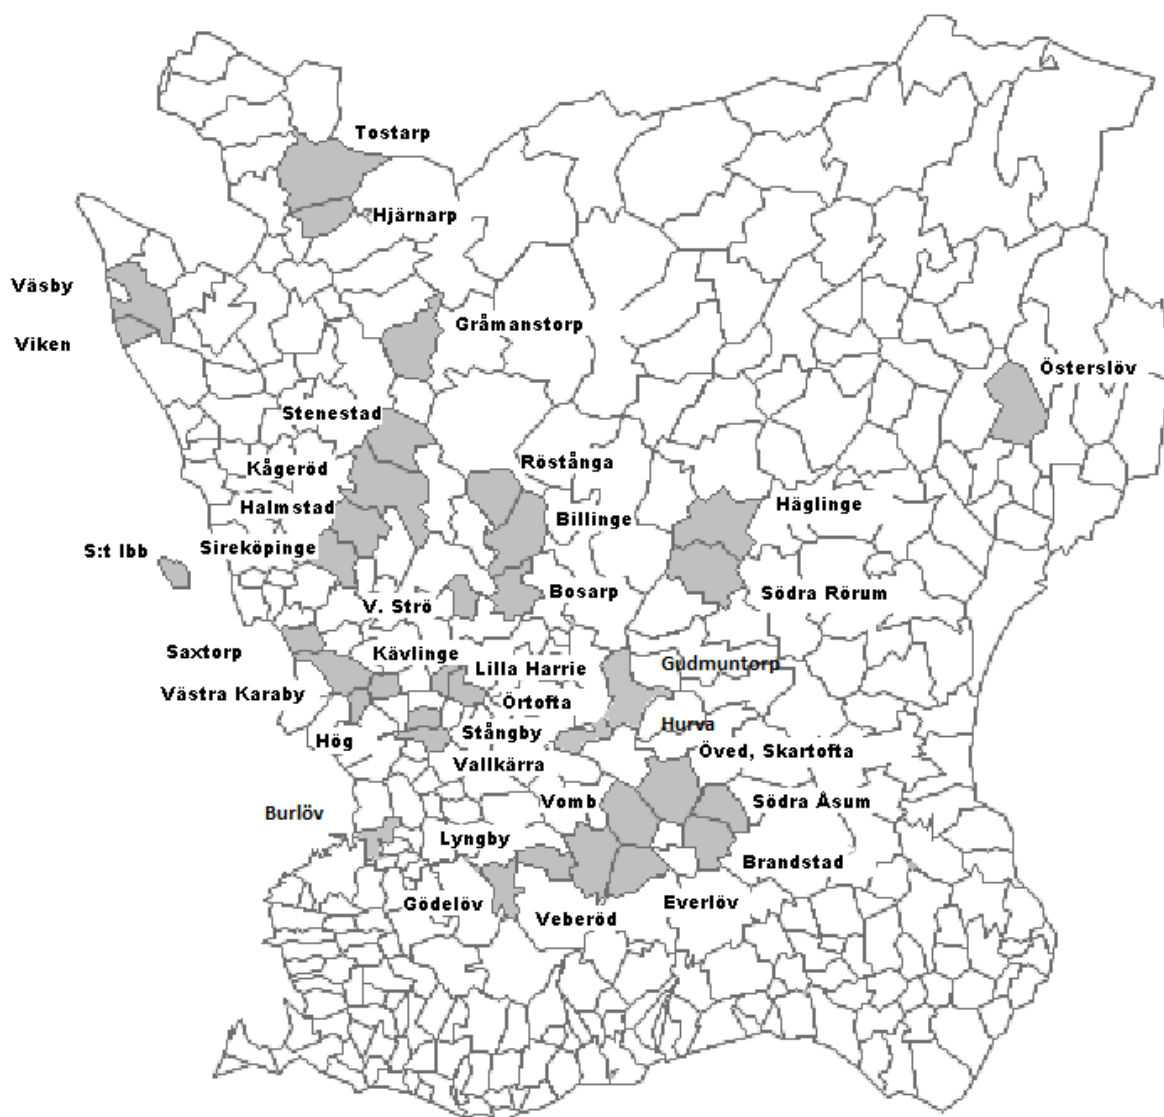 Tostarp
Hjärnarp
Väsby
Viken
Gråmanstorp
Österslöv
Stenestad
Kågeröd
Röstånga
Halmstad
Häglinge
Billinge
Sireköpinge
S:t Ibb
Bosarp
Södra Rörum
V. Strö
Saxtorp
Kävlinge
Lilla Harrie
Gudmuntorp
Västra Karaby
Örtofta
Hurva
Hög
Stångby
Öved, Skartofta
Vallkärra
Vomb
Södra Åsum
Burlöv
Lyngby
Brandstad
Gödelöv
Everlöv
Veberöd